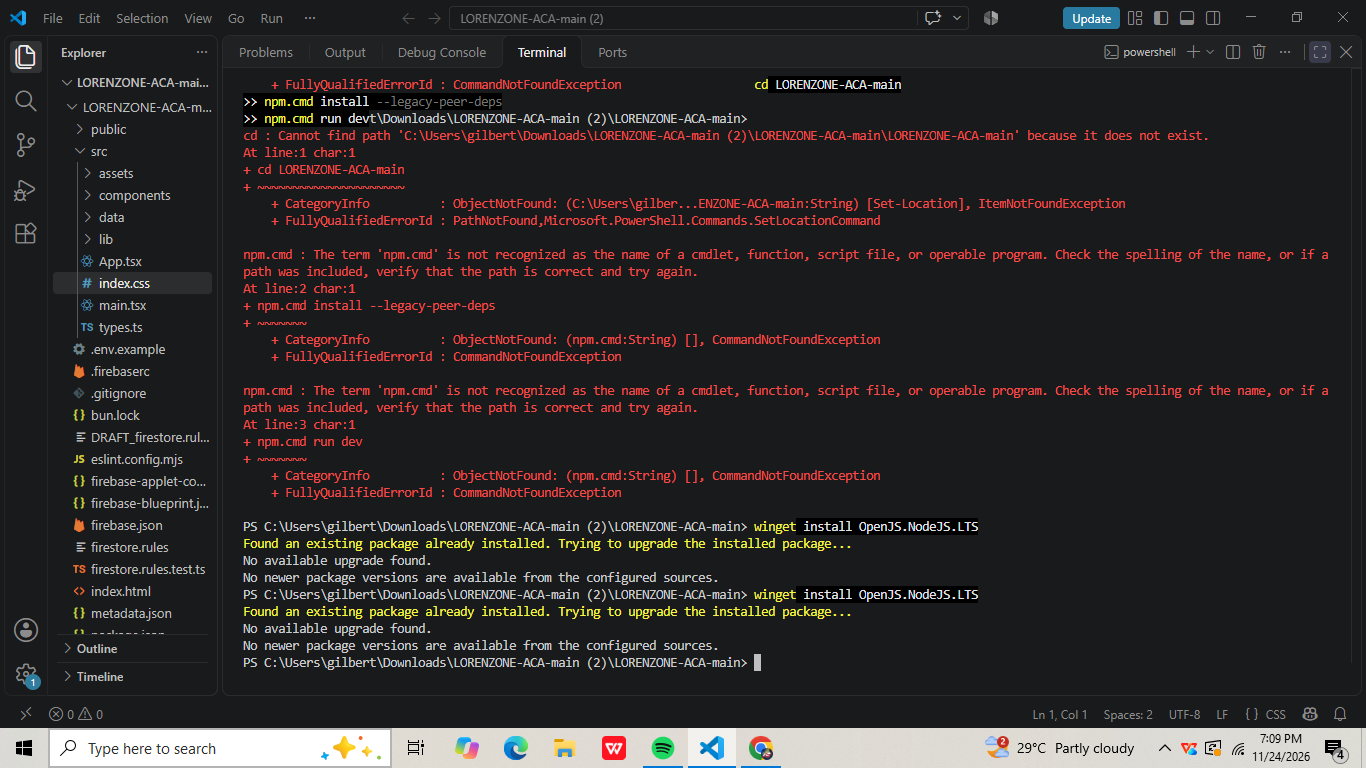 File Edit Selection View Go Run ···
LORENZONE-ACA-main (2)
Update
Explorer ···
Problems Output Debug Console Terminal Ports
powershell
LORENZONE-ACA-mai...
LORENZONE-ACA-m...
public
src
assets
components
data
lib
App.tsx
# index.css
main.tsx
TS types.ts
.env.example
.firebaserc
.gitignore
{} bun.lock
DRAFT_firestore.rul...
JS eslint.config.mjs
{} firebase-applet-co...
{} firebase-blueprint.j...
firebase.json
firestore.rules
TS firestore.rules.test.ts
<> index.html
{} metadata.json
Outline
Timeline
1
+ FullyQualifiedErrorId : CommandNotFoundException cd LORENZONE-ACA-main
>> npm.cmd install --legacy-peer-deps
>> npm.cmd run devt\Downloads\LORENZONE-ACA-main (2)\LORENZONE-ACA-main>
cd : Cannot find path 'C:\Users\gilbert\Downloads\LORENZONE-ACA-main (2)\LORENZONE-ACA-main\LORENZONE-ACA-main' because it does not exist.
At line:1 char:1
+ cd LORENZONE-ACA-main
+ ~~~~~~~~~~~~~~~~~~~~~
+ CategoryInfo : ObjectNotFound: (C:\Users\gilber...ENZONE-ACA-main:String) [Set-Location], ItemNotFoundException
+ FullyQualifiedErrorId : PathNotFound,Microsoft.PowerShell.Commands.SetLocationCommand
npm.cmd : The term 'npm.cmd' is not recognized as the name of a cmdlet, function, script file, or operable program. Check the spelling of the name, or if a
path was included, verify that the path is correct and try again.
At line:2 char:1
+ npm.cmd install --legacy-peer-deps
+ ~~~~~~~
+ CategoryInfo : ObjectNotFound: (npm.cmd:String) [], CommandNotFoundException
+ FullyQualifiedErrorId : CommandNotFoundException
npm.cmd : The term 'npm.cmd' is not recognized as the name of a cmdlet, function, script file, or operable program. Check the spelling of the name, or if a
path was included, verify that the path is correct and try again.
At line:3 char:1
+ npm.cmd run dev
+ ~~~~~~~
+ CategoryInfo : ObjectNotFound: (npm.cmd:String) [], CommandNotFoundException
+ FullyQualifiedErrorId : CommandNotFoundException
PS C:\Users\gilbert\Downloads\LORENZONE-ACA-main (2)\LORENZONE-ACA-main> winget install OpenJS.NodeJS.LTS
Found an existing package already installed. Trying to upgrade the installed package...
No available upgrade found.
No newer package versions are available from the configured sources.
PS C:\Users\gilbert\Downloads\LORENZONE-ACA-main (2)\LORENZONE-ACA-main> winget install OpenJS.NodeJS.LTS
Found an existing package already installed. Trying to upgrade the installed package...
No available upgrade found.
No newer package versions are available from the configured sources.
PS C:\Users\gilbert\Downloads\LORENZONE-ACA-main (2)\LORENZONE-ACA-main>
0 0
Ln 1, Col 1 Spaces: 2 UTF-8 LF {} CSS
Type here to search
2
29°C Partly cloudy
7:09 PM
11/24/2026
4